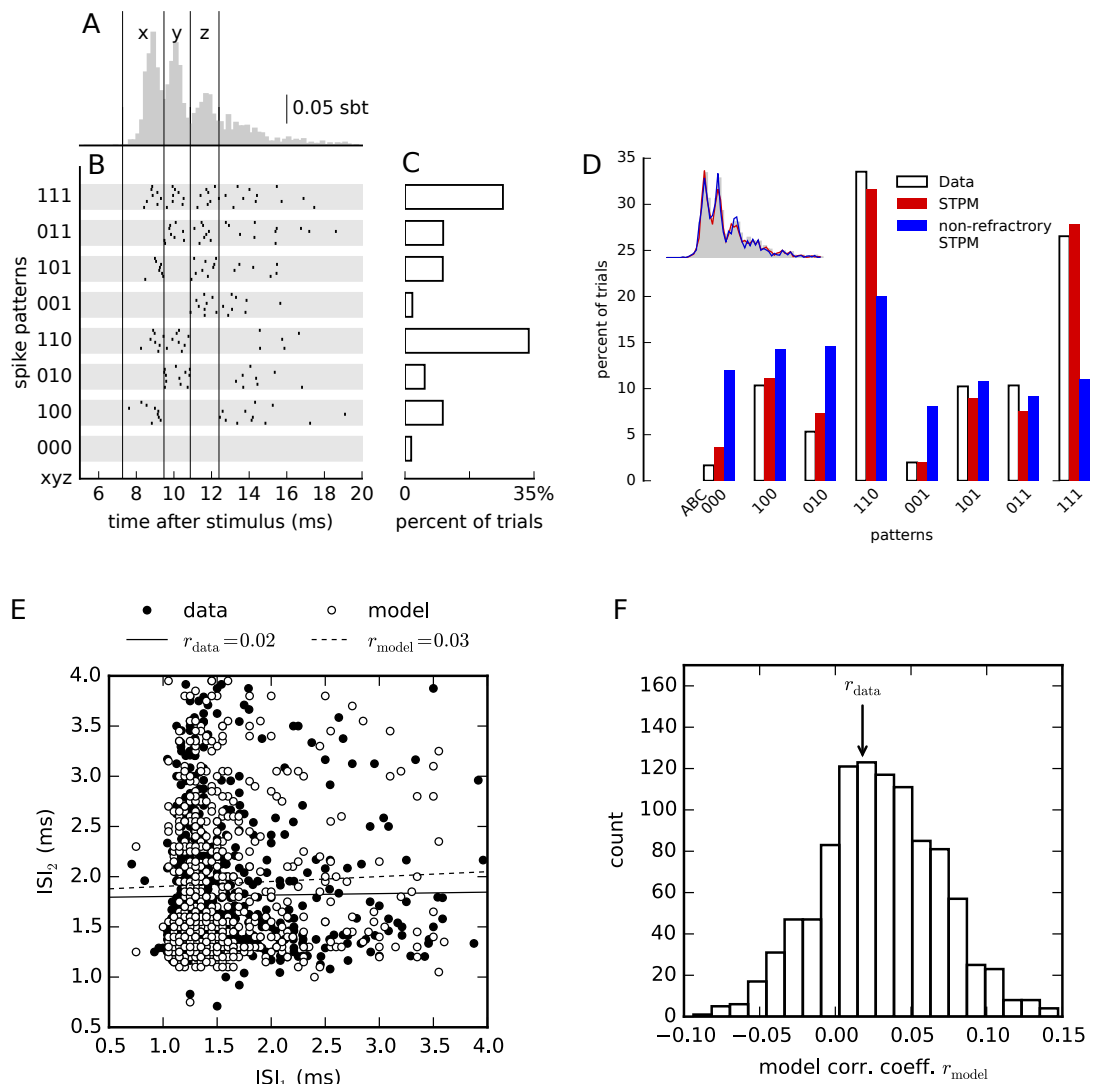 A
x y z
0.05 sbt
B
C
111
011
101
001
110
010
100
000
xyz
spike patterns
6 8 10 12 14 16 18 20
time after stimulus (ms)
0 35%
percent of trials
D
35
30
25
20
15
10
5
0
percent of trials
Data
STPM
non-refractrory
STPM
ABC
000 100 010 110 001 101 011 111
patterns
E
data model
r_data = 0.02 r_model = 0.03
4.0
3.5
3.0
2.5
2.0
1.5
1.0
0.5
ISI₂ (ms)
0.5 1.0 1.5 2.0 2.5 3.0 3.5 4.0
ISI₁ (ms)
F
r_data
160
140
120
100
80
60
40
20
0
count
−0.10 −0.05 0.00 0.05 0.10 0.15
model corr. coeff. r_model